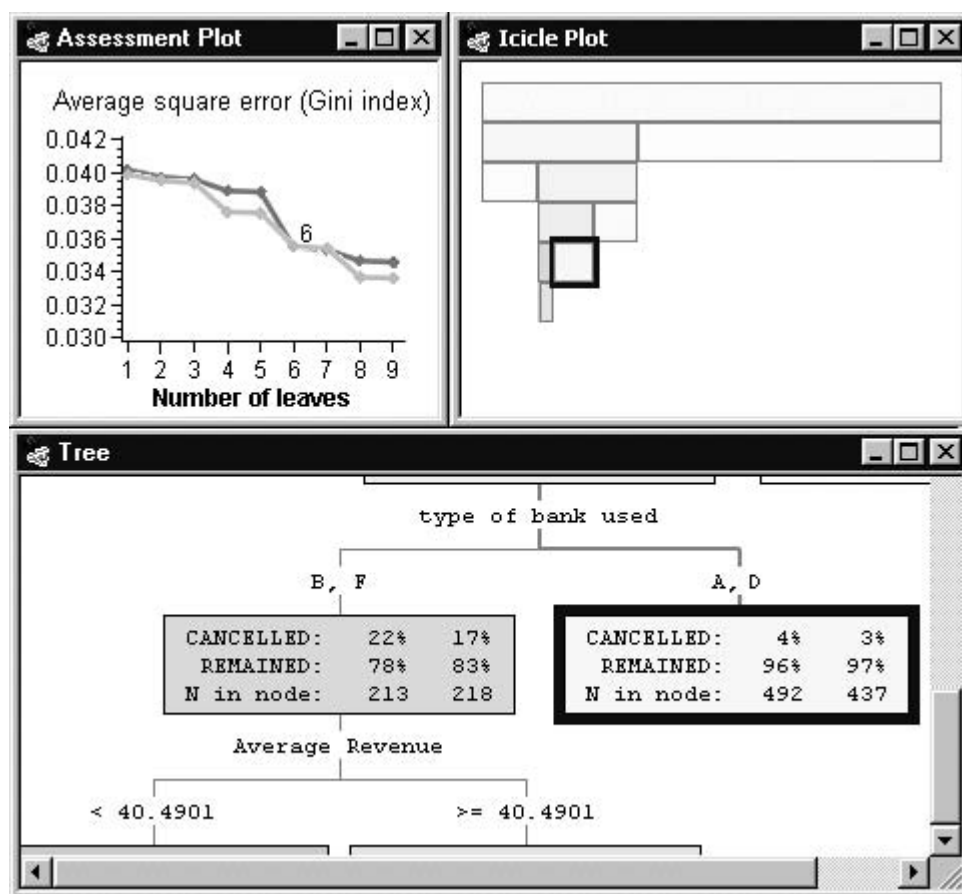 Assessment Plot
Average square error (Gini index)
0.042
0.040
0.038
0.036
0.034
0.032
0.030
6
1 2 3 4 5 6 7 8 9
Number of leaves
Icicle Plot
Tree
type of bank used
B, F
A, D
CANCELLED: 22% 17%
REMAINED: 78% 83%
N in node: 213 218
CANCELLED: 4% 3%
REMAINED: 96% 97%
N in node: 492 437
Average Revenue
< 40.4901
>= 40.4901